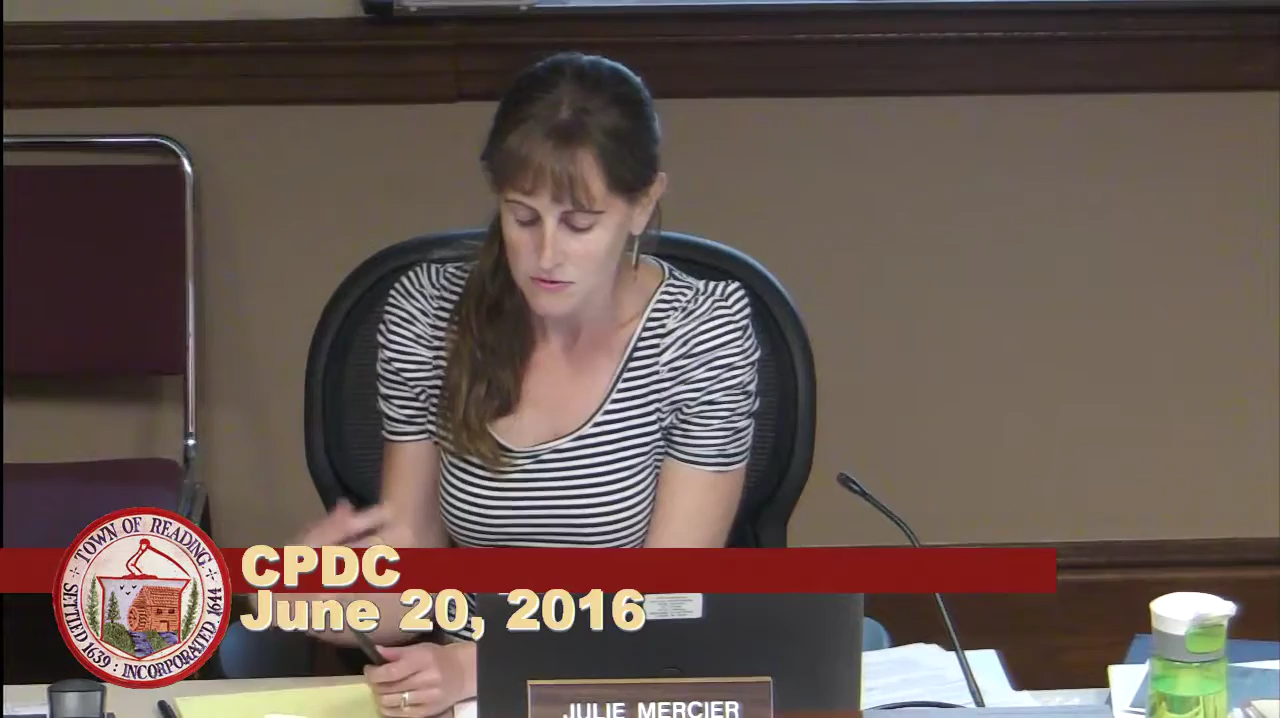 TOWN OF READING
SETTLED 1639 : INCORPORATED 1644
CPDC
June 20, 2016
JULIE MERCIER